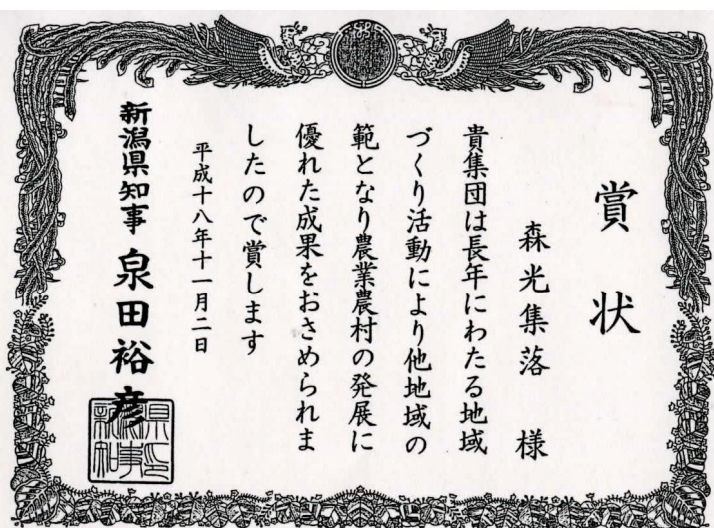 賞状
森光集落 様
貴集団は長年にわたる地域
づくり活動により他地域の
範となり農業農村の発展に
優れた成果をおさめられま
したので賞します
平成十八年十一月二日
新潟県知事 泉田裕彦